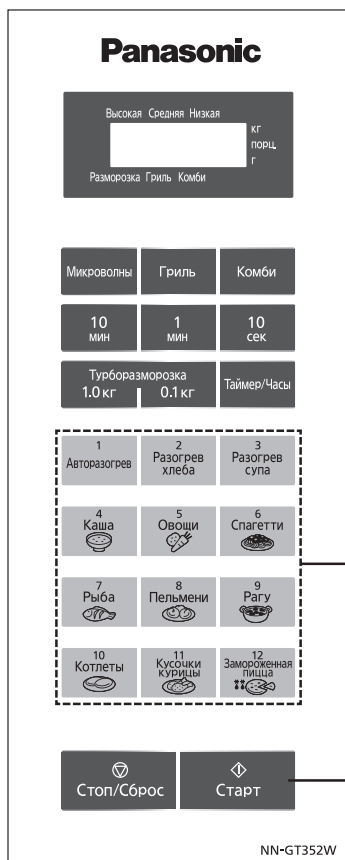 Panasonic
Высокая Средняя Низкая
кг
порц.
г
Разморозка Гриль Комби
Микроволны Гриль Комби
10 1 10
мин мин сек
Турборазморозка
1.0 кг 0.1 кг Таймер/Часы
1 2 3
Авторазогрев Разогрев хлеба Разогрев супа
4 5 6
Каша Овощи Спагетти
7 8 9
Рыба Пельмени Рагу
10 11 12
Котлеты Кусочки курицы Замороженная пицца
Стоп/Сброс Старт
NN-GT352W